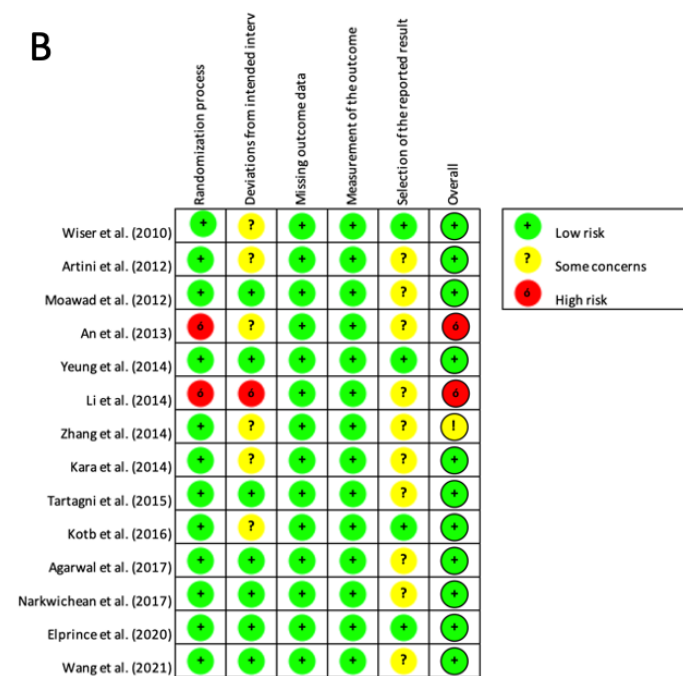 B
Randomization process
Deviations from intended interv
Missing outcome data
Measurement of the outcome
Selection of the reported result
Overall
Wiser et al. (2010) + ? + + + +
Artini et al. (2012) + ? + + ? +
Moawad et al. (2012) + + + + ? +
An et al. (2013) ó ? + + ? ó
Yeung et al. (2014) + + + + + +
Li et al. (2014) ó ó + + ? ó
Zhang et al. (2014) + ? + + ? !
Kara et al. (2014) + ? + + ? +
Tartagni et al. (2015) + + + + ? +
Kotb et al. (2016) + ? + + + +
Agarwal et al. (2017) + + + + ? +
Narkwichean et al. (2017) + + + + ? +
Elprince et al. (2020) + + + + + +
Wang et al. (2021) + + + + ? +
+ Low risk
? Some concerns
ó High risk